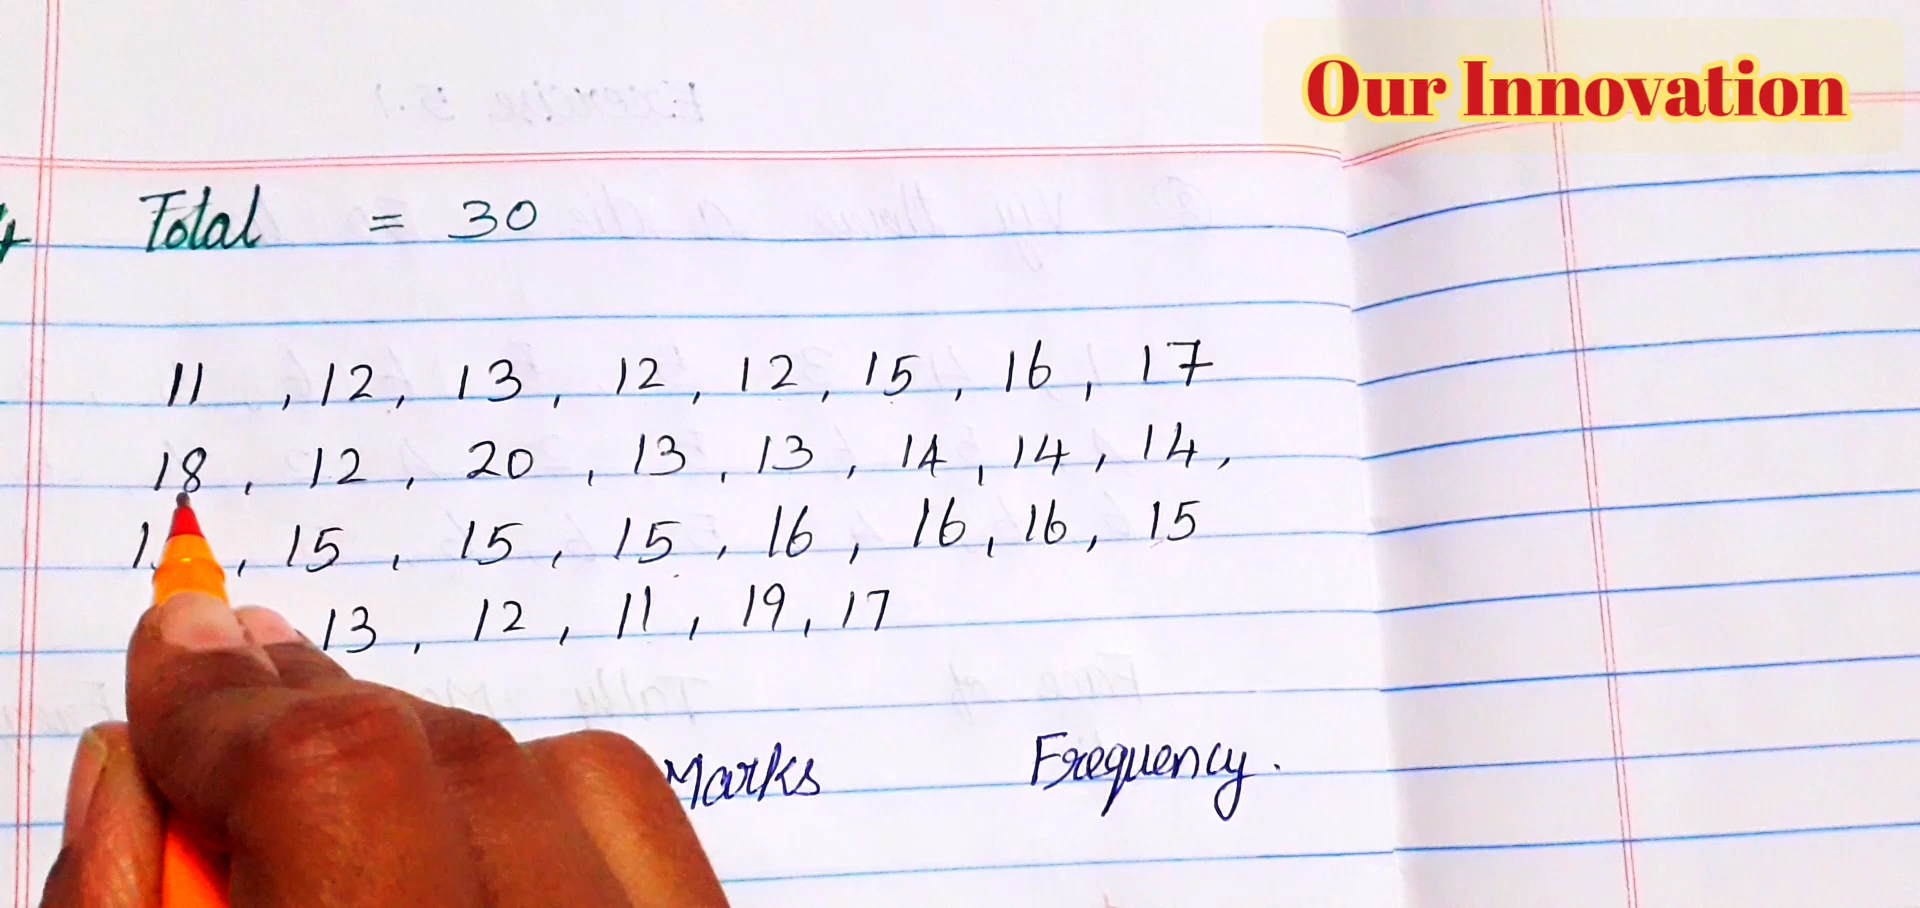 Our Innovation
Total = 30
11 , 12, 13 , 12 , 12 , 15 , 16 , 17
18 , 12 , 20 , 13 , 13 , 14 , 14 , 14 ,
, 15 , 15 , 15 , 16 , 16 , 16 , 15
13 , 12 , 11 , 19 , 17
Marks Frequency .